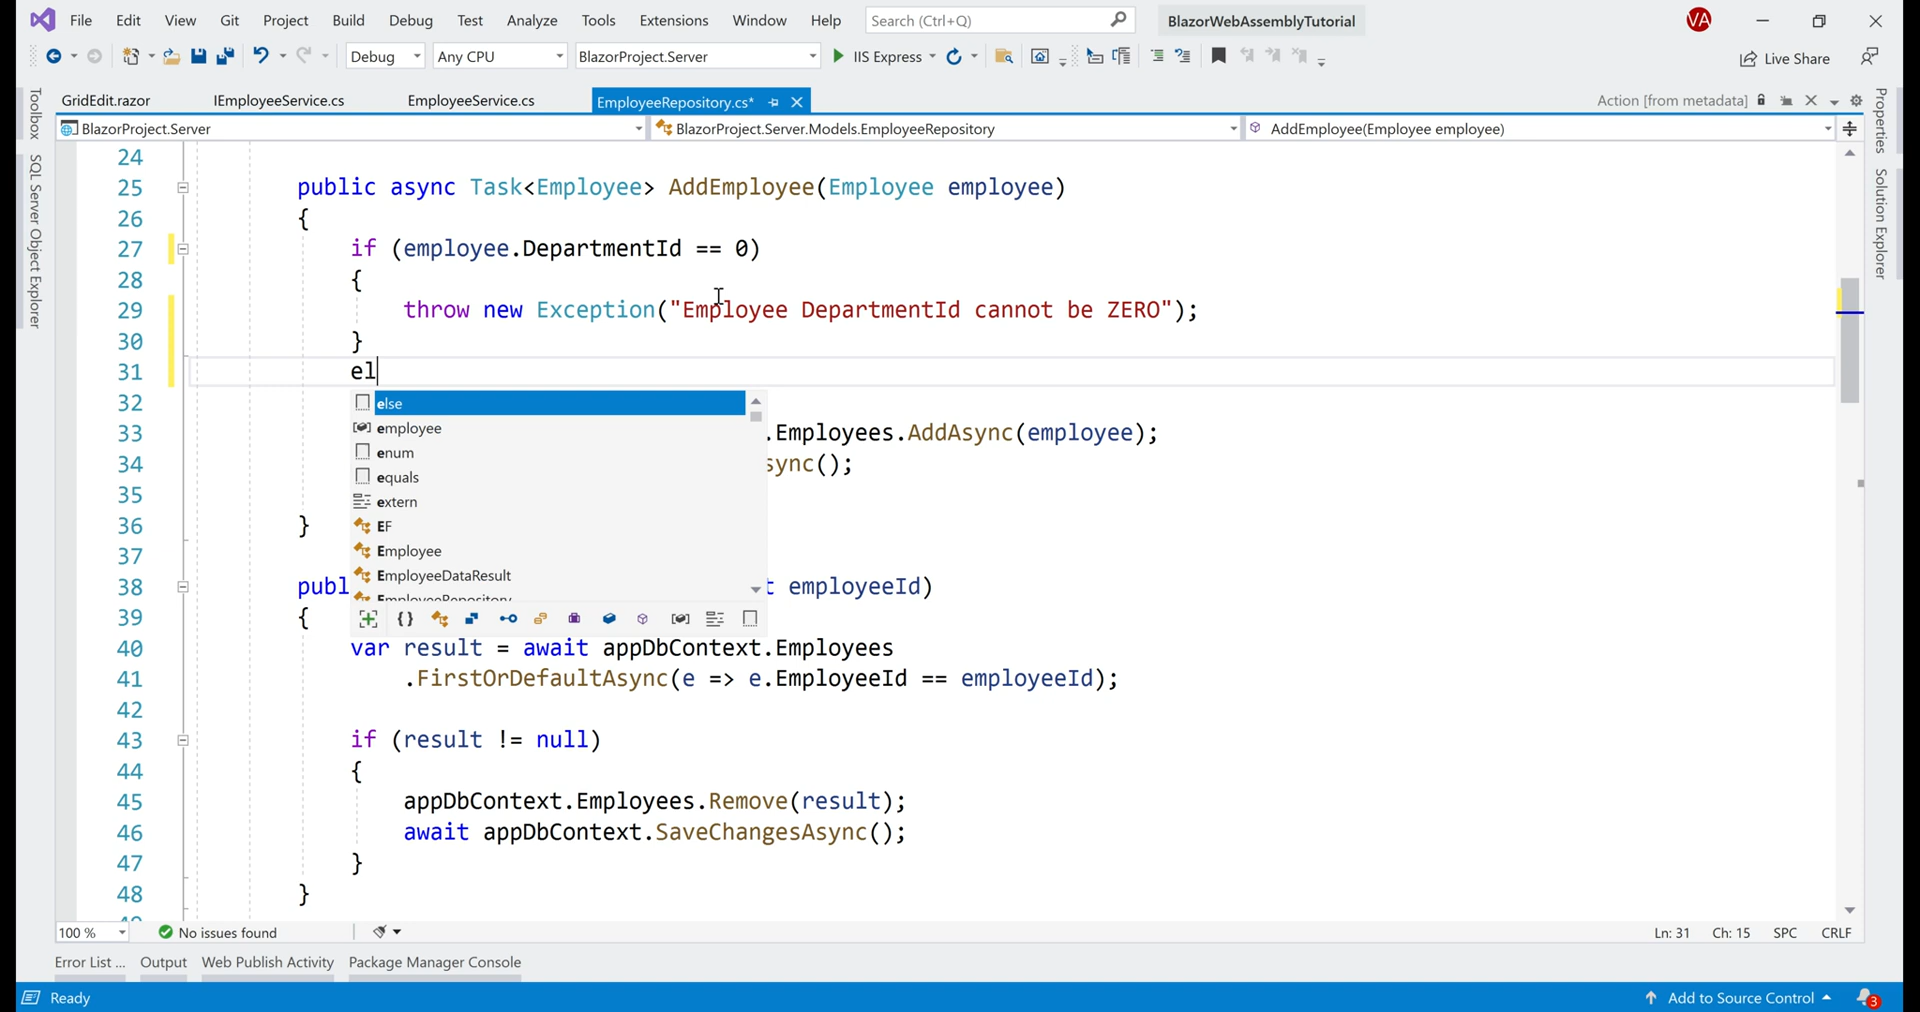 File Edit View Git Project Build Debug Test Analyze Tools Extensions Window Help Search (Ctrl+Q) BlazorWebAssemblyTutorial VA
Debug Any CPU BlazorProject.Server IIS Express Live Share
GridEdit.razor IEmployeeService.cs EmployeeService.cs EmployeeRepository.cs* Action [from metadata]
BlazorProject.Server BlazorProject.Server.Models.EmployeeRepository AddEmployee(Employee employee)
Toolbox
SQL Server Object Explorer
Properties
Solution Explorer
24
25 public async Task<Employee> AddEmployee(Employee employee)
26 {
27 if (employee.DepartmentId == 0)
28 {
29 throw new Exception("Employee DepartmentId cannot be ZERO");
30 }
31 el
32
33 .Employees.AddAsync(employee);
34 sync();
35
36 }
37
38 publ t employeeId)
39 {
40 var result = await appDbContext.Employees
41 .FirstOrDefaultAsync(e => e.EmployeeId == employeeId);
42
43 if (result != null)
44 {
45 appDbContext.Employees.Remove(result);
46 await appDbContext.SaveChangesAsync();
47 }
48 }
else
employee
enum
equals
extern
EF
Employee
EmployeeDataResult
EmployeeRepository
100 % No issues found Ln: 31 Ch: 15 SPC CRLF
Error List ... Output Web Publish Activity Package Manager Console
Ready Add to Source Control 3